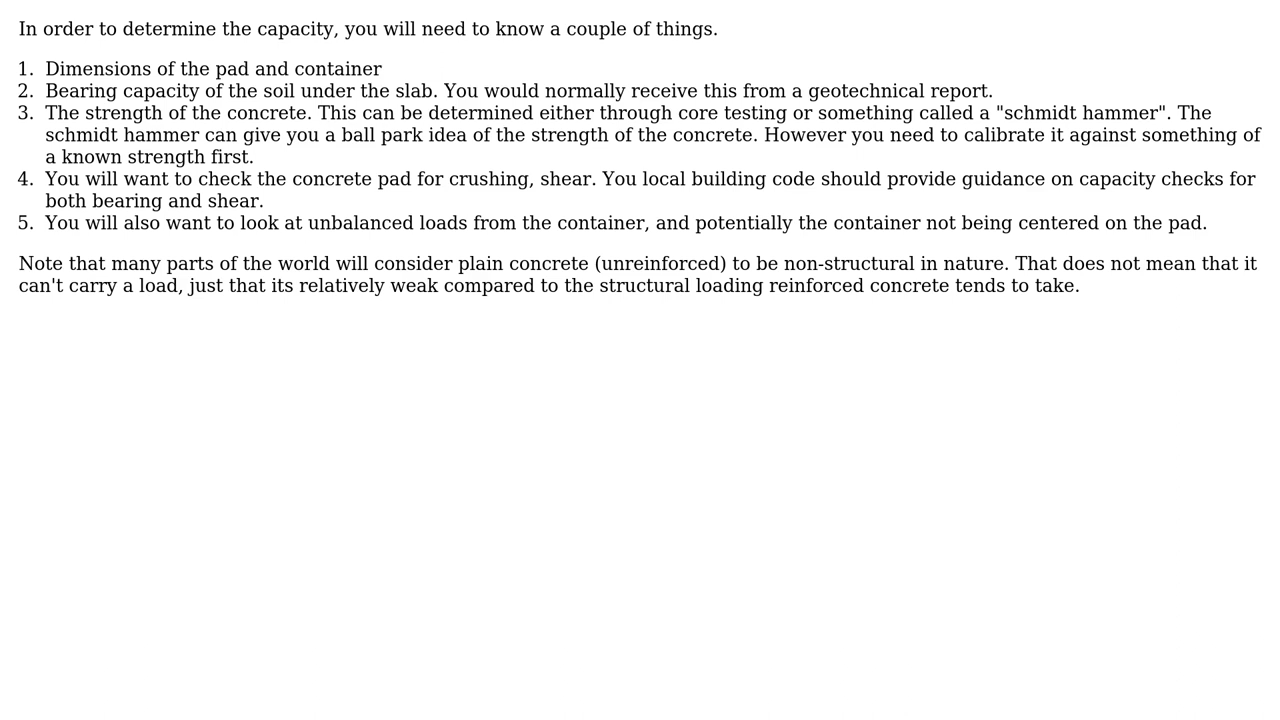 In order to determine the capacity, you will need to know a couple of things.
1. Dimensions of the pad and container
2. Bearing capacity of the soil under the slab. You would normally receive this from a geotechnical report.
3. The strength of the concrete. This can be determined either through core testing or something called a "schmidt hammer". The
schmidt hammer can give you a ball park idea of the strength of the concrete. However you need to calibrate it against something of
a known strength first.
4. You will want to check the concrete pad for crushing, shear. You local building code should provide guidance on capacity checks for
both bearing and shear.
5. You will also want to look at unbalanced loads from the container, and potentially the container not being centered on the pad.
Note that many parts of the world will consider plain concrete (unreinforced) to be non-structural in nature. That does not mean that it
can't carry a load, just that its relatively weak compared to the structural loading reinforced concrete tends to take.